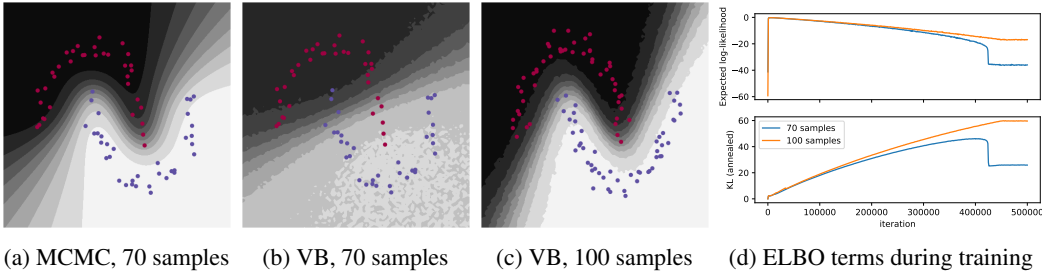 Expected log-likelihood
0
−20
−40
−60
KL (annealed)
60
40
20
0
70 samples
100 samples
0 100000 200000 300000 400000 500000
iteration
(a) MCMC, 70 samples (b) VB, 70 samples (c) VB, 100 samples (d) ELBO terms during training